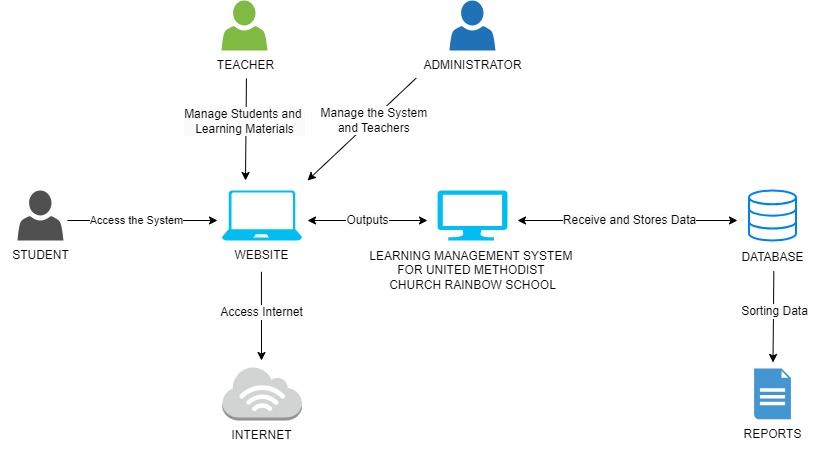 TEACHER
ADMINISTRATOR
Manage Students and
Learning Materials
Manage the System
and Teachers
Access the System
Outputs
Receive and Stores Data
STUDENT
WEBSITE
LEARNING MANAGEMENT SYSTEM
FOR UNITED METHODIST
CHURCH RAINBOW SCHOOL
DATABASE
Access Internet
Sorting Data
INTERNET
REPORTS